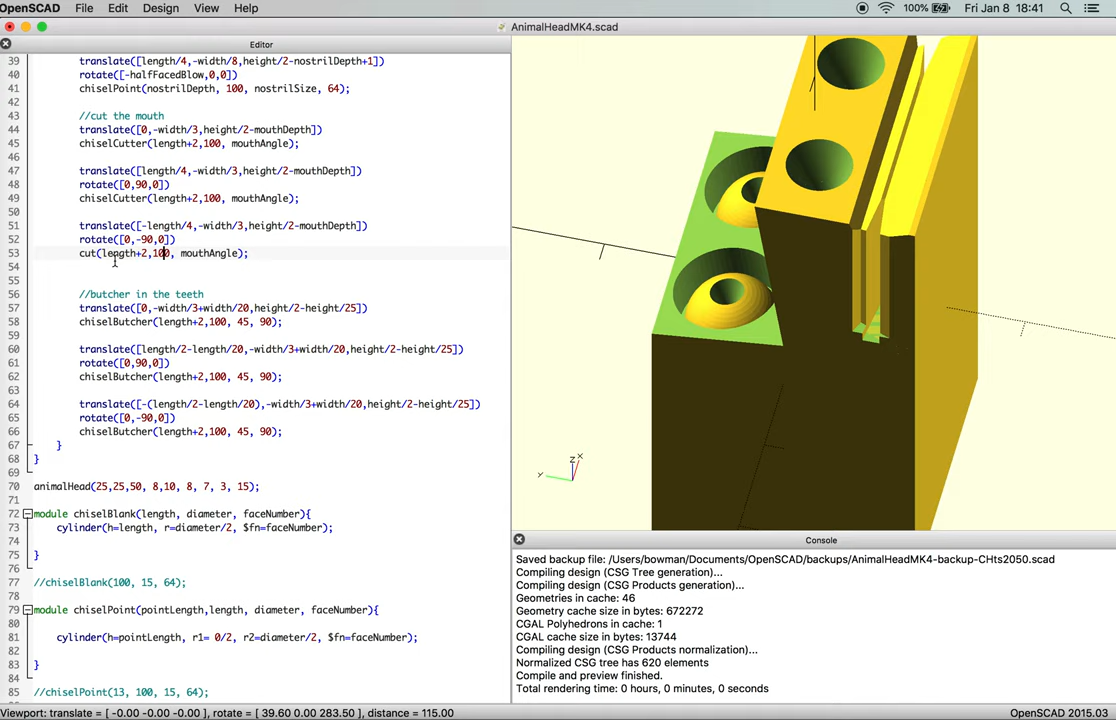 OpenSCAD File Edit Design View Help 100% Fri Jan 8 18:41
AnimalHeadMK4.scad
Editor
39 translate([length/4,-width/8,height/2-nostrilDepth+1])
40 rotate([-halfFacedBlow,0,0])
41 chiselPoint(nostrilDepth, 100, nostrilSize, 64);
42
43 //cut the mouth
44 translate([0,-width/3,height/2-mouthDepth])
45 chiselCutter(length+2,100, mouthAngle);
46
47 translate([length/4,-width/3,height/2-mouthDepth])
48 rotate([0,90,0])
49 chiselCutter(length+2,100, mouthAngle);
50
51 translate([-length/4,-width/3,height/2-mouthDepth])
52 rotate([0,-90,0])
53 cut(length+2,100, mouthAngle);
54
55
56 //butcher in the teeth
57 translate([0,-width/3+width/20,height/2-height/25])
58 chiselButcher(length+2,100, 45, 90);
59
60 translate([length/2-length/20,-width/3+width/20,height/2-height/25])
61 rotate([0,90,0])
62 chiselButcher(length+2,100, 45, 90);
63
64 translate([-(length/2-length/20),-width/3+width/20,height/2-height/25])
65 rotate([0,-90,0])
66 chiselButcher(length+2,100, 45, 90);
67 }
68 }
69
70 animalHead(25,25,50, 8,10, 8, 7, 3, 15);
71
72 module chiselBlank(length, diameter, faceNumber){
73 cylinder(h=length, r=diameter/2, $fn=faceNumber);
74
75 }
76
77 //chiselBlank(100, 15, 64);
78
79 module chiselPoint(pointLength,length, diameter, faceNumber){
80
81 cylinder(h=pointLength, r1= 0/2, r2=diameter/2, $fn=faceNumber);
82
83 }
84
85 //chiselPoint(13, 100, 15, 64);
Z
X
Y
Console
Saved backup file: /Users/bowman/Documents/OpenSCAD/backups/AnimalHeadMK4-backup-CHts2050.scad
Compiling design (CSG Tree generation)...
Compiling design (CSG Products generation)...
Geometries in cache: 46
Geometry cache size in bytes: 672272
CGAL Polyhedrons in cache: 1
CGAL cache size in bytes: 13744
Compiling design (CSG Products normalization)...
Normalized CSG tree has 620 elements
Compile and preview finished.
Total rendering time: 0 hours, 0 minutes, 0 seconds
Viewport: translate = [ -0.00 -0.00 -0.00 ], rotate = [ 39.60 0.00 283.50 ], distance = 115.00 OpenSCAD 2015.03